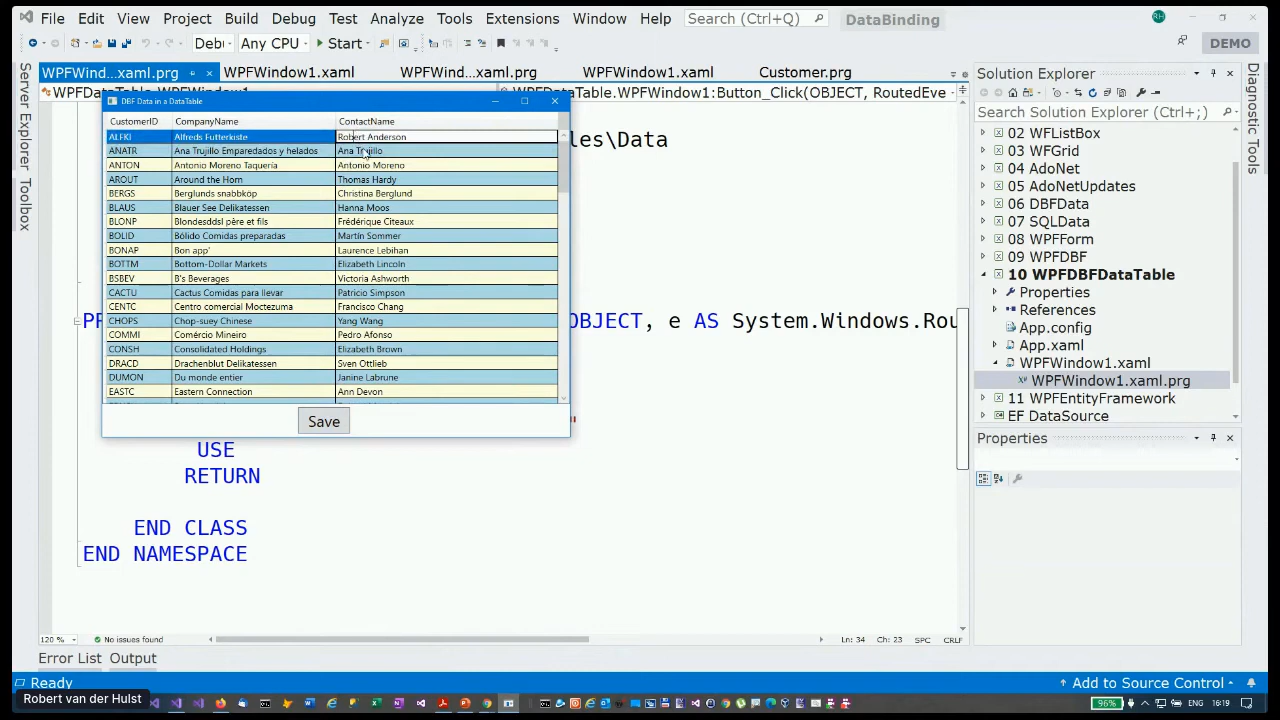 File Edit View Project Build Debug Test Analyze Tools Extensions Window Help Search (Ctrl+Q) DataBinding RH
Any CPU Start DEMO
WPFWind...xaml.prg WPFWindow1.xaml WPFWind...xaml.prg WPFWindow1.xaml Customer.prg
WPFDataTable.WPFWindow1:Button_Click(OBJECT, RoutedEve
DBF Data in a DataTable
CustomerID CompanyName ContactName
ALFKI Alfreds Futterkiste Robert Anderson
ANATR Ana Trujillo Emparedados y helados Ana Trujillo
ANTON Antonio Moreno Taquería Antonio Moreno
AROUT Around the Horn Thomas Hardy
BERGS Berglunds snabbköp Christina Berglund
BLAUS Blauer See Delikatessen Hanna Moos
BLONP Blondesddsl père et fils Frédérique Citeaux
BOLID Bólido Comidas preparadas Martín Sommer
BONAP Bon app' Laurence Lebihan
BOTTM Bottom-Dollar Markets Elizabeth Lincoln
BSBEV B's Beverages Victoria Ashworth
CACTU Cactus Comidas para llevar Patricio Simpson
CENTC Centro comercial Moctezuma Francisco Chang
CHOPS Chop-suey Chinese Yang Wang
COMMI Comércio Mineiro Pedro Afonso
CONSH Consolidated Holdings Elizabeth Brown
DRACD Drachenblut Delikatessen Sven Ottlieb
DUMON Du monde entier Janine Labrune
EASTC Eastern Connection Ann Devon
Save
les\Data
OBJECT, e AS System.Windows.Rou
"
USE
RETURN
END CLASS
END NAMESPACE
120 % No issues found Ln: 34 Ch: 23 SPC CRLF
Error List Output
Server Explorer
Toolbox
Solution Explorer
Search Solution Explorer (Ctrl+;)
02 WFListBox
03 WFGrid
04 AdoNet
05 AdoNetUpdates
06 DBFData
07 SQLData
08 WPFForm
09 WPFDBF
10 WPFDBFDataTable
Properties
References
App.config
App.xaml
WPFWindow1.xaml
WPFWindow1.xaml.prg
11 WPFEntityFramework
EF DataSource
Properties
Diagnostic Tools
Ready Add to Source Control
Robert van der Hulst
96% ENG 16:19